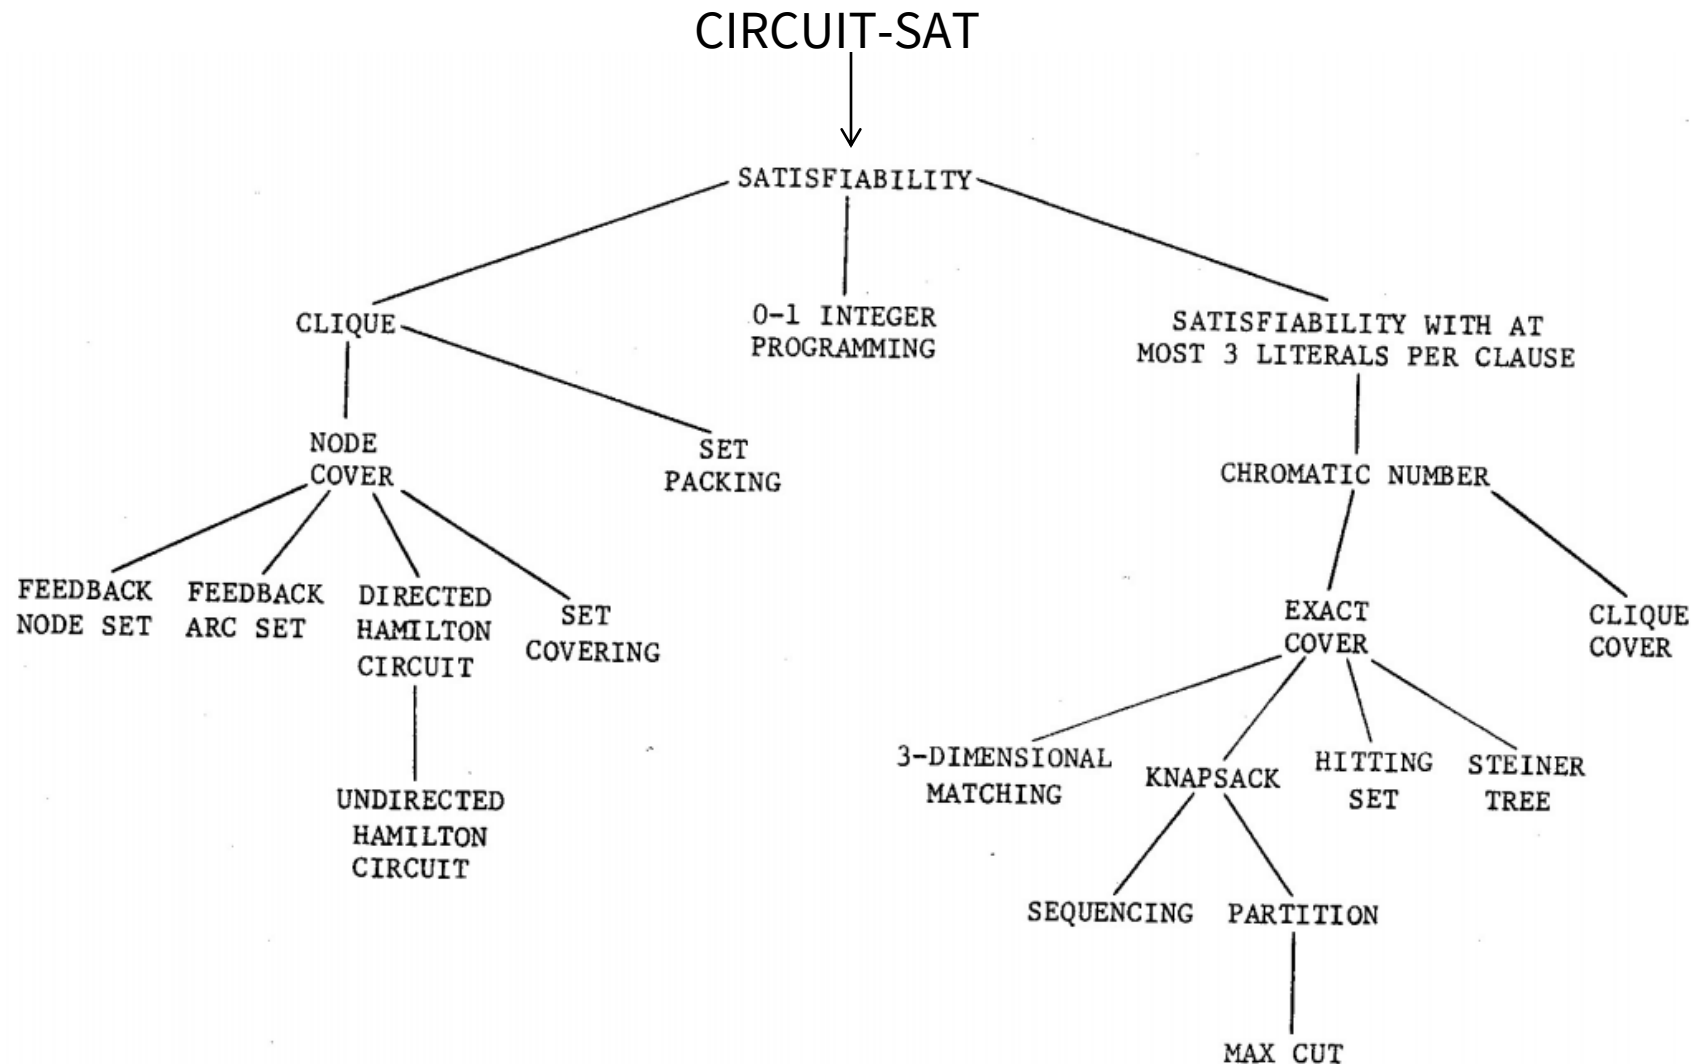 CIRCUIT-SAT
SATISFIABILITY
CLIQUE
0-1 INTEGER
PROGRAMMING
SATISFIABILITY WITH AT
MOST 3 LITERALS PER CLAUSE
NODE
COVER
SET
PACKING
CHROMATIC NUMBER
FEEDBACK
NODE SET
FEEDBACK
ARC SET
DIRECTED
HAMILTON
CIRCUIT
SET
COVERING
EXACT
COVER
CLIQUE
COVER
UNDIRECTED
HAMILTON
CIRCUIT
3-DIMENSIONAL
MATCHING
KNAPSACK
HITTING
SET
STEINER
TREE
SEQUENCING
PARTITION
MAX CUT